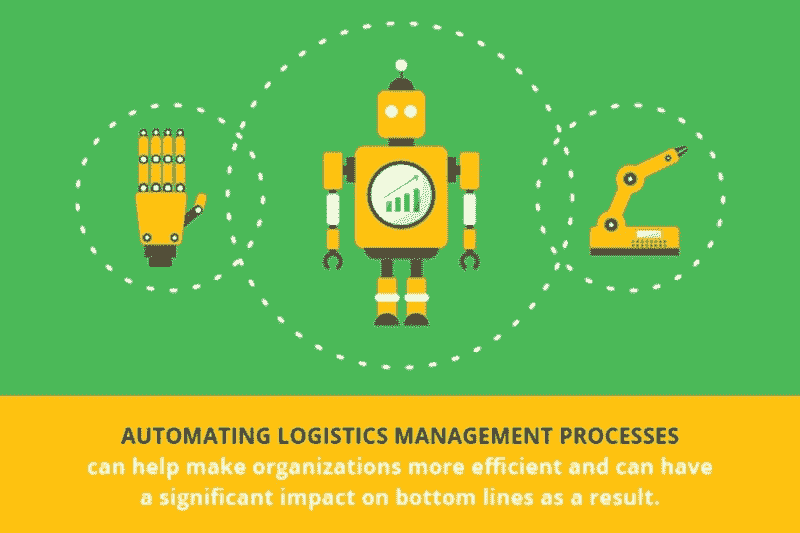 AUTOMATING LOGISTICS MANAGEMENT PROCESSES
can help make organizations more efficient and can have
a significant impact on bottom lines as a result.